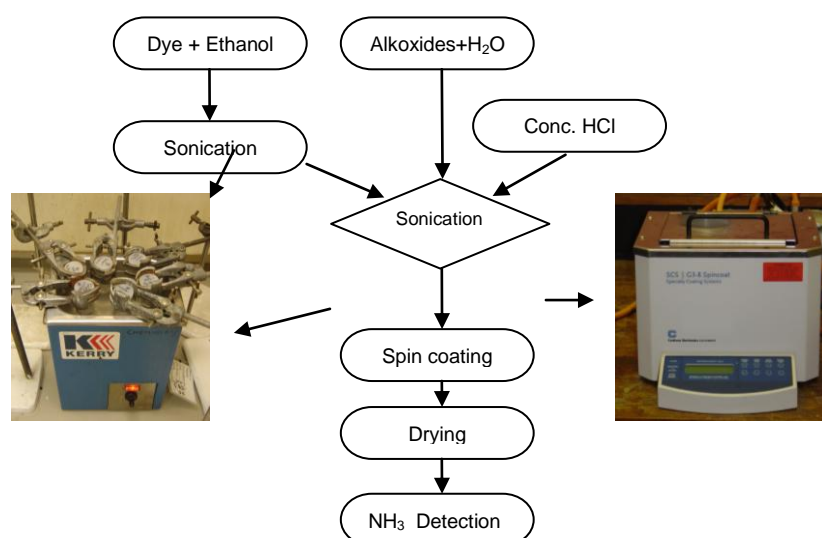 Dye + Ethanol
Alkoxides+H₂O
Conc. HCl
Sonication
Sonication
KERRY
SCS | G3-8 Spincoat
Specialty Coating Systems
Spin coating
Drying
NH₃ Detection